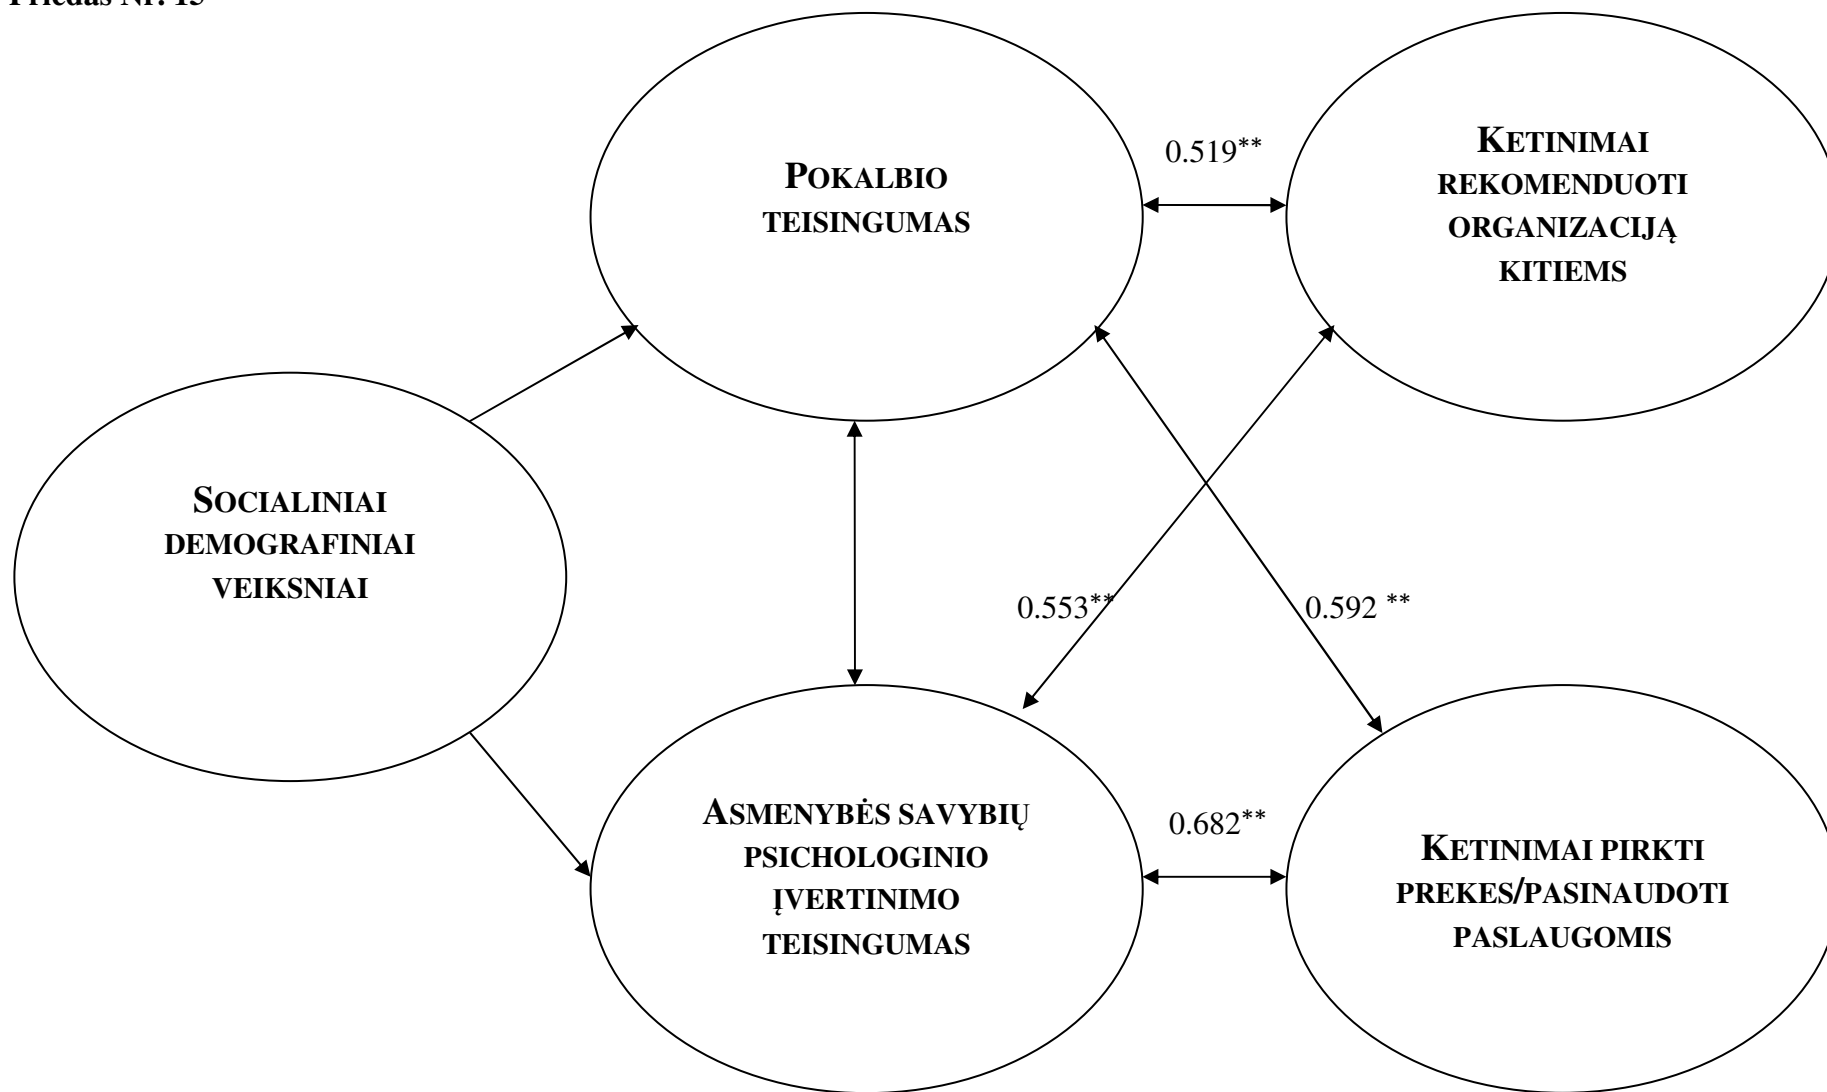 Priedas Nr. 15
POKALBIO
TEISINGUMAS
0.519**
KETINIMAI
REKOMENDUOTI
ORGANIZACIJĄ
KITIEMS
SOCIALINIAI
DEMOGRAFINIAI
VEIKSNIAI
0.553**
0.592 **
ASMENYBĖS SAVYBIŲ
PSICHOLOGINIO
ĮVERTINIMO
TEISINGUMAS
0.682**
KETINIMAI PIRKTI
PREKES/PASINAUDOTI
PASLAUGOMIS